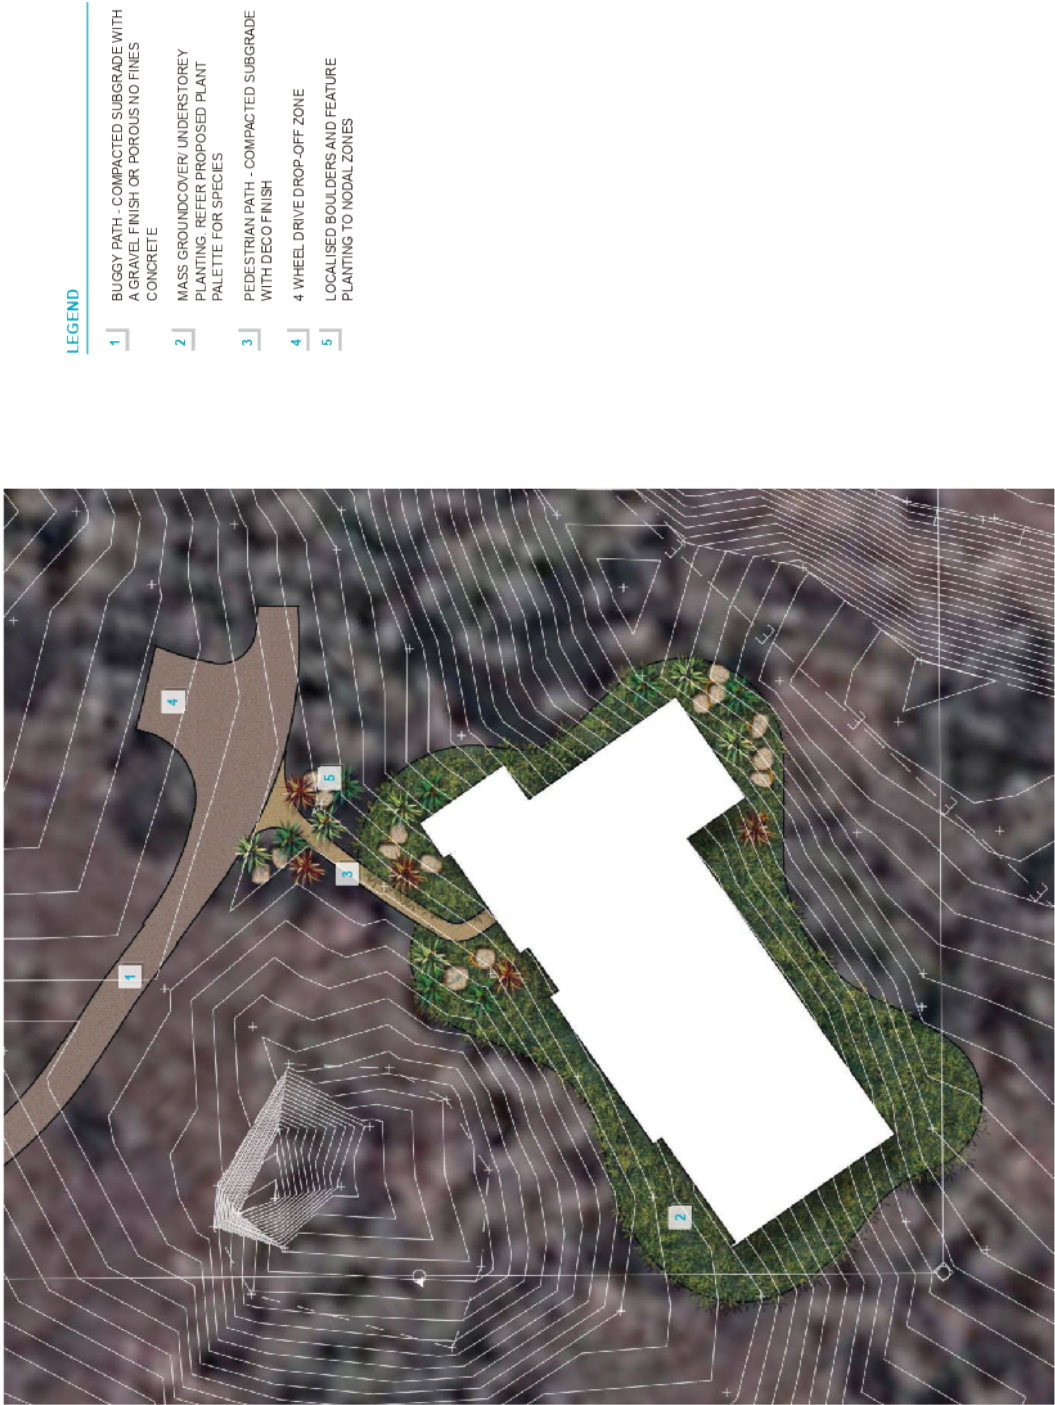 LEGEND
1
BUGGY PATH - COMPACTED SUBGRADE WITH
A GRAVEL FINISH OR POROUS NO FINES
CONCRETE
2
MASS GROUNDCOVER/ UNDERSTOREY
PLANTING. REFER PROPOSED PLANT
PALETTE FOR SPECIES
3
PEDESTRIAN PATH - COMPACTED SUBGRADE
WITH DECO FINISH
4
4 WHEEL DRIVE DROP-OFF ZONE
5
LOCALISED BOULDERS AND FEATURE
PLANTING TO NODAL ZONES
4
5
3
1
2
E
E
E
E
E